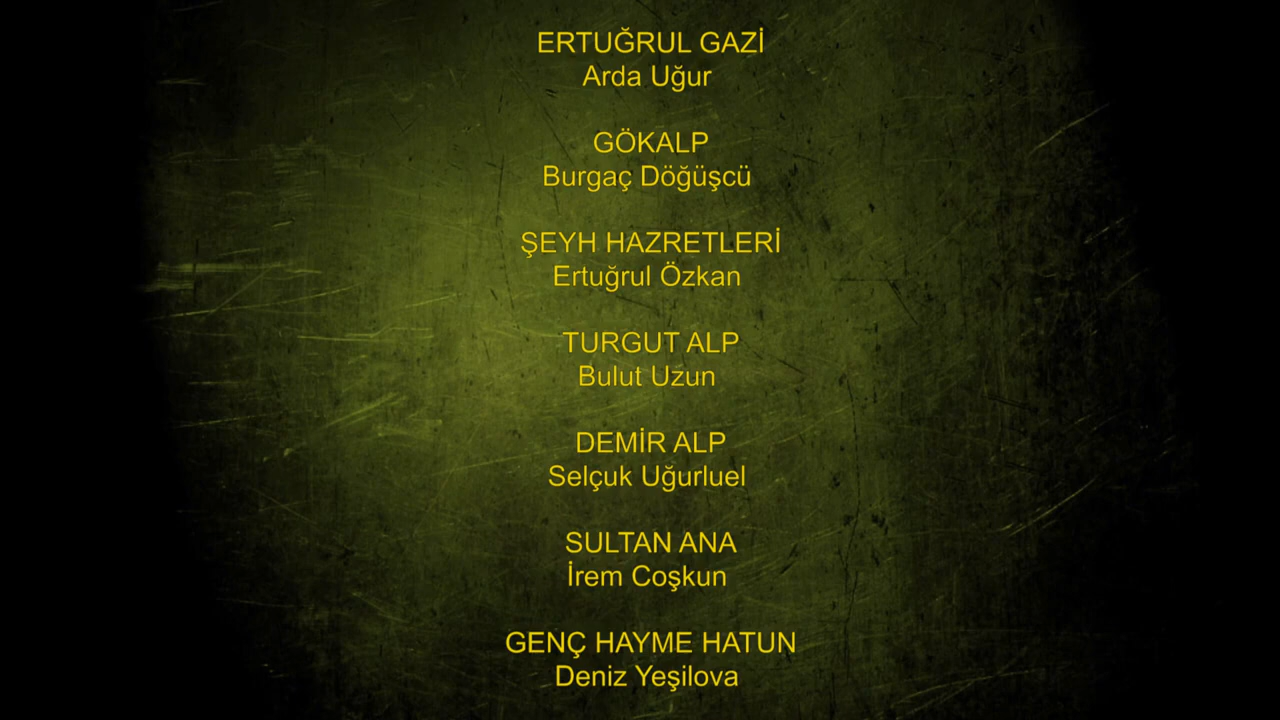 ERTUĞRUL GAZİ
Arda Uğur
GÖKALP
Burgaç Döğüşcü
ŞEYH HAZRETLERİ
Ertuğrul Özkan
TURGUT ALP
Bulut Uzun
DEMİR ALP
Selçuk Uğurluel
SULTAN ANA
İrem Coşkun
GENÇ HAYME HATUN
Deniz Yeşilova